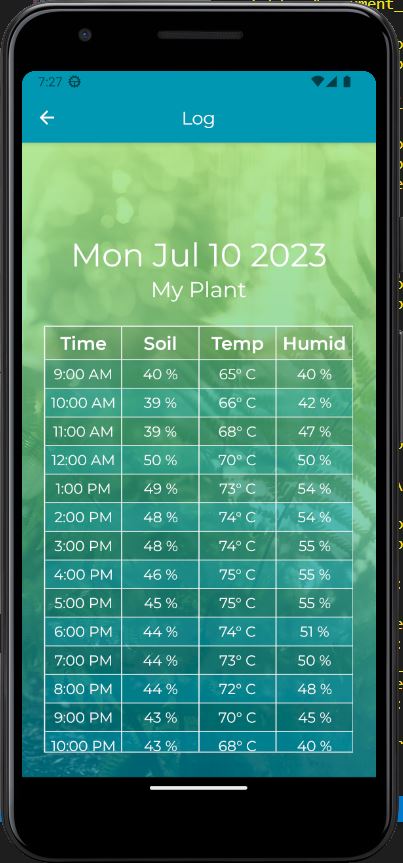 7:27
Log
Mon Jul 10 2023
My Plant
Time Soil Temp Humid
9:00 AM 40 % 65° C 40 %
10:00 AM 39 % 66° C 42 %
11:00 AM 39 % 68° C 47 %
12:00 AM 50 % 70° C 50 %
1:00 PM 49 % 73° C 54 %
2:00 PM 48 % 74° C 54 %
3:00 PM 48 % 74° C 55 %
4:00 PM 46 % 75° C 55 %
5:00 PM 45 % 75° C 55 %
6:00 PM 44 % 74° C 51 %
7:00 PM 44 % 73° C 50 %
8:00 PM 44 % 72° C 48 %
9:00 PM 43 % 70° C 45 %
10:00 PM 43 % 68° C 40 %